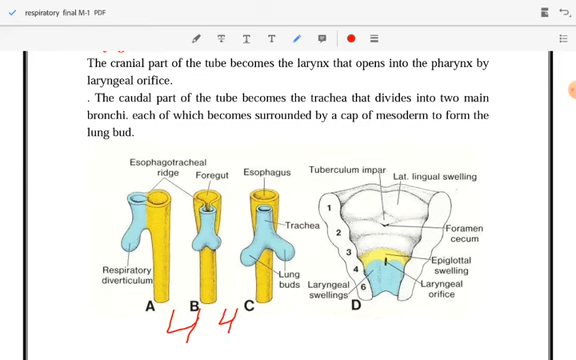 respiratory final M-1 PDF
The cranial part of the tube becomes the larynx that opens into the pharynx by
laryngeal orifice.
. The caudal part of the tube becomes the trachea that divides into two main
bronchi. each of which becomes surrounded by a cap of mesoderm to form the
lung bud.
Esophagotracheal
ridge
Foregut
Esophagus
Tuberculum impar
Lat. lingual swelling
1
2
3
4
6
Trachea
Foramen
cecum
Respiratory
diverticulum
Lung
buds
Laryngeal
swellings
Epiglottal
swelling
Laryngeal
orifice
A
B
C
D
4 4